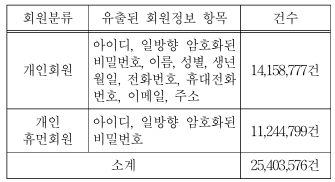 회원분류 유출된 회원정보 항목 건수
개인회원 아이디, 일방향 암호화된 비밀번호, 이름, 성별, 생년월일, 전화번호, 휴대전화번호, 이메일, 주소 14,158,777건
개인 휴면회원 아이디, 일방향 암호화된 비밀번호 11,244,799건
소계 25,403,576건